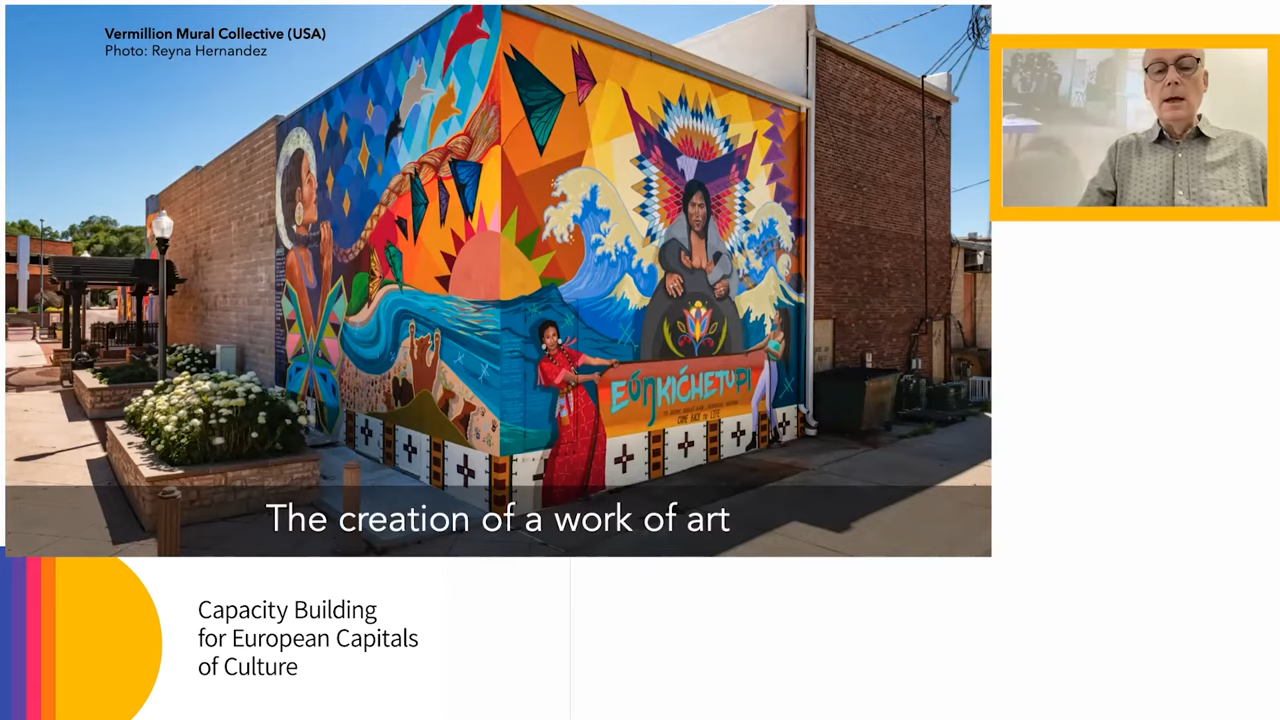 Vermillion Mural Collective (USA)
Photo: Reyna Hernandez
EÚŊKIĆHETUPI
COME BACK TO LIFE
The creation of a work of art
Capacity Building
for European Capitals
of Culture